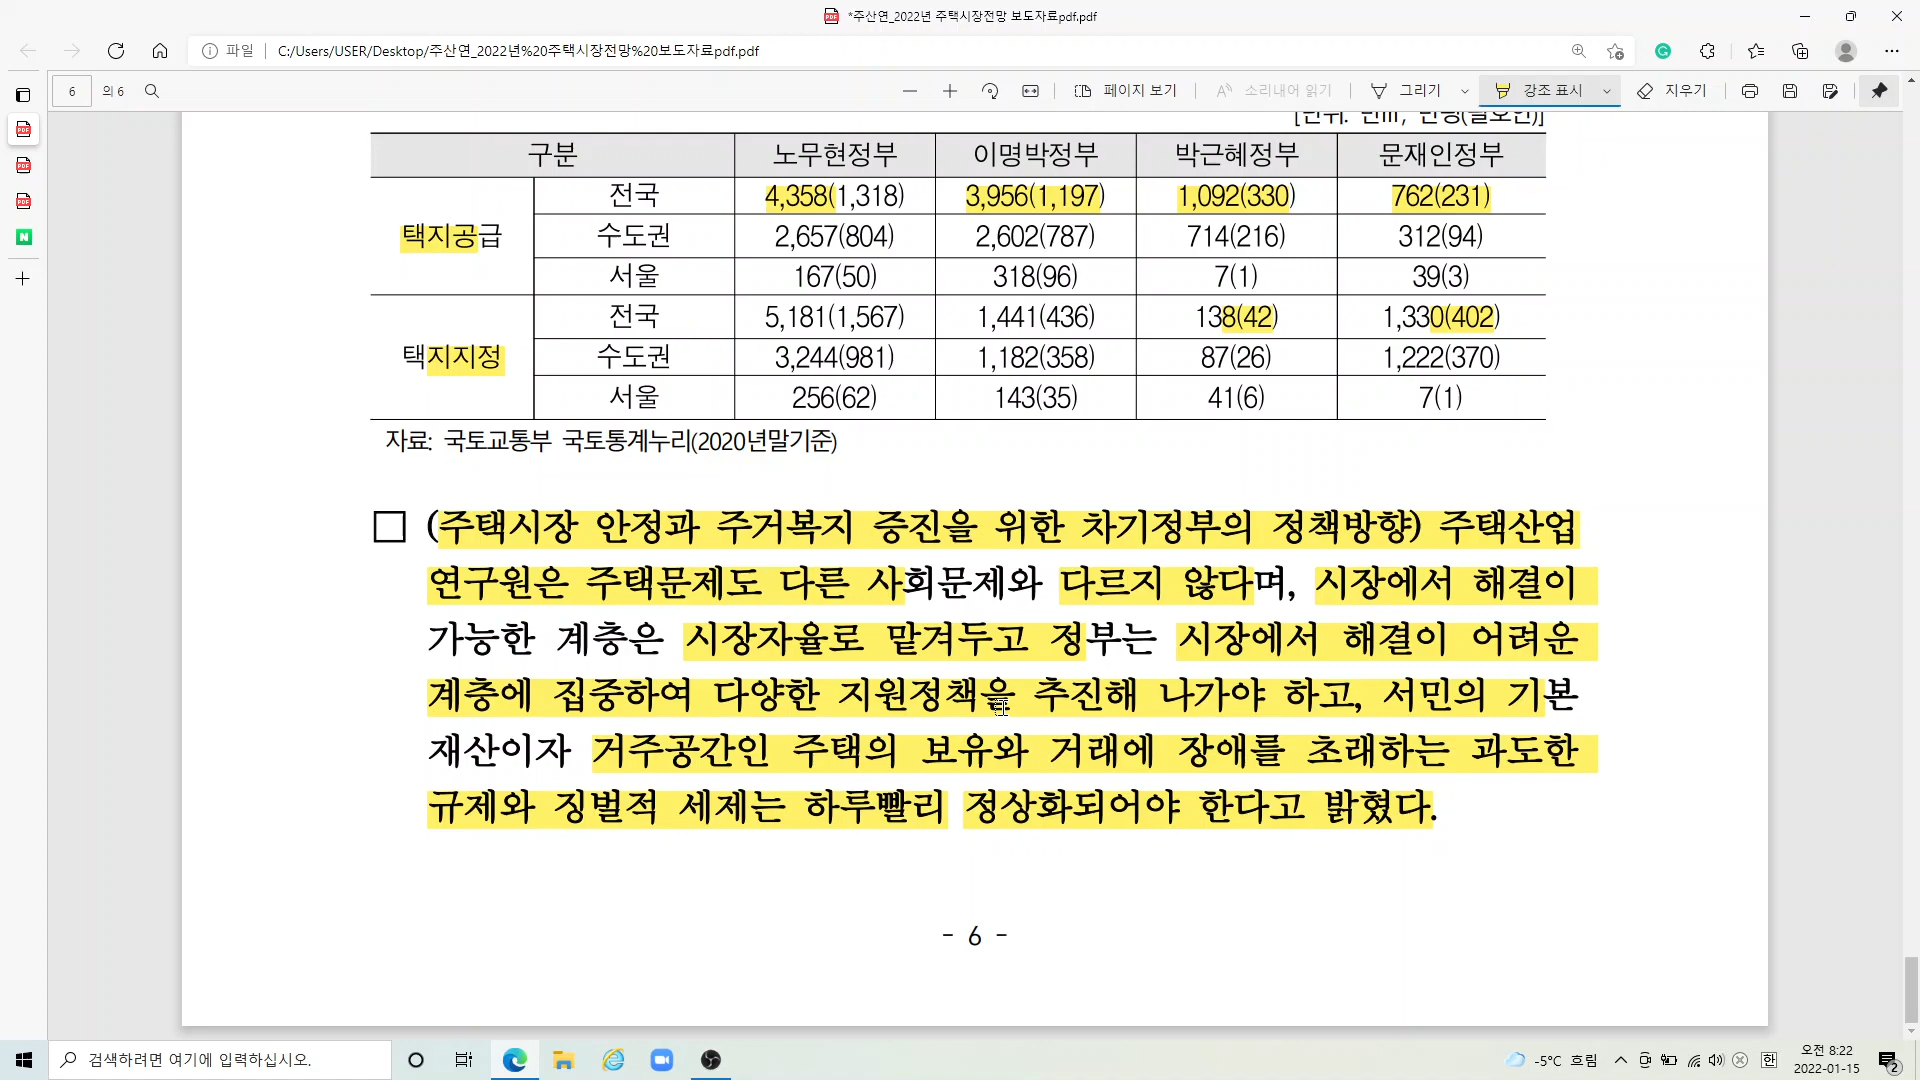 *주산연_2022년 주택시장전망 보도자료pdf.pdf
파일 C:/Users/USER/Desktop/주산연_2022년%20주택시장전망%20보도자료pdf.pdf
6 의 6 페이지 보기 소리내어 읽기 그리기 강조 표시 지우기
구분 노무현정부 이명박정부 박근혜정부 문재인정부
택지공급
전국 4,358(1,318) 3,956(1,197) 1,092(330) 762(231)
수도권 2,657(804) 2,602(787) 714(216) 312(94)
서울 167(50) 318(96) 7(1) 39(3)
택지지정
전국 5,181(1,567) 1,441(436) 138(42) 1,330(402)
수도권 3,244(981) 1,182(358) 87(26) 1,222(370)
서울 256(62) 143(35) 41(6) 7(1)
자료: 국토교통부 국토통계누리(2020년말기준)
□ (주택시장 안정과 주거복지 증진을 위한 차기정부의 정책방향) 주택산업
연구원은 주택문제도 다른 사회문제와 다르지 않다며, 시장에서 해결이
가능한 계층은 시장자율로 맡겨두고 정부는 시장에서 해결이 어려운
계층에 집중하여 다양한 지원정책을 추진해 나가야 하고, 서민의 기본
재산이자 거주공간인 주택의 보유와 거래에 장애를 초래하는 과도한
규제와 징벌적 세제는 하루빨리 정상화되어야 한다고 밝혔다.
- 6 -
검색하려면 여기에 입력하십시오.
-5°C 흐림
한
오전 8:22
2022-01-15
2